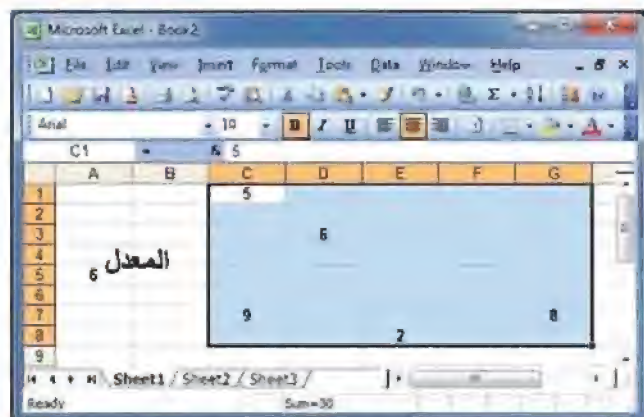 Microsoft Excel - Book2
File Edit View Insert Format Tools Data Window Help
Arial 10 B I U
C1 fx 5
A B C D E F G
1 5
2
3 6
4 المعدل
5 6
6
7 9 8
8 2
9
Sheet1 / Sheet2 / Sheet3 /
Ready Sum=30